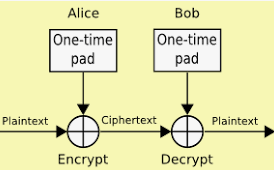 Alice Bob
One-time
pad
One-time
pad
Plaintext Ciphertext Plaintext
Encrypt Decrypt